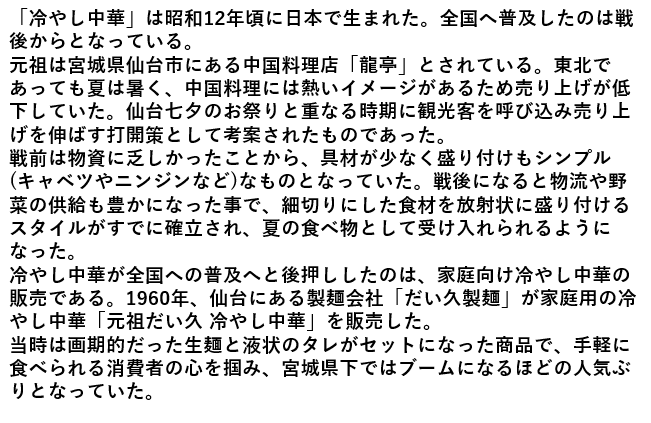 「冷やし中華」は昭和12年頃に日本で生まれた。全国へ普及したのは戦
後からとなっている。
元祖は宮城県仙台市にある中国料理店「龍亭」とされている。東北で
あっても夏は暑く、中国料理には熱いイメージがあるため売り上げが低
下していた。仙台七夕のお祭りと重なる時期に観光客を呼び込み売り上
げを伸ばす打開策として考案されたものであった。
戦前は物資に乏しかったことから、具材が少なく盛り付けもシンプル
(キャベツやニンジンなど)なものとなっていた。戦後になると物流や野
菜の供給も豊かになった事で、細切りにした食材を放射状に盛り付ける
スタイルがすでに確立され、夏の食べ物として受け入れられるように
なった。
冷やし中華が全国への普及へと後押ししたのは、家庭向け冷やし中華の
販売である。1960年、仙台にある製麺会社「だい久製麺」が家庭用の冷
やし中華「元祖だい久 冷やし中華」を販売した。
当時は画期的だった生麺と液状のタレがセットになった商品で、手軽に
食べられる消費者の心を掴み、宮城県下ではブームになるほどの人気ぶ
りとなっていた。